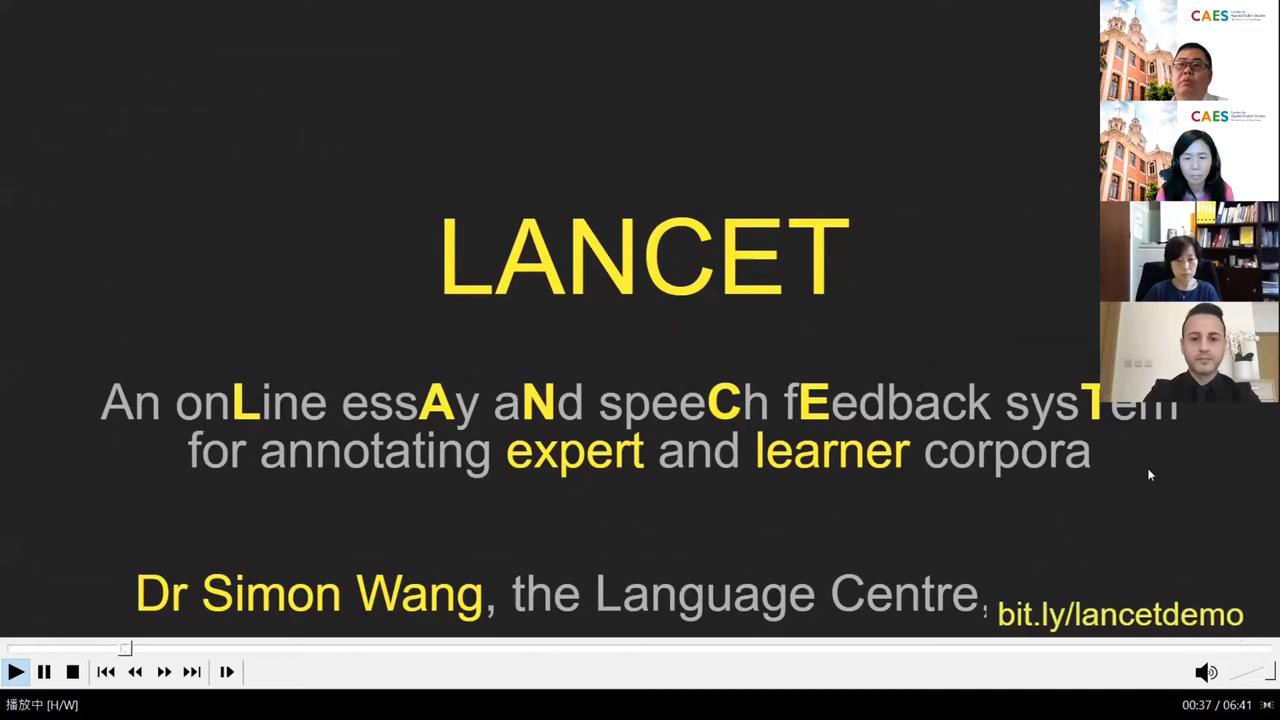 CAES
CAES
LANCET
An onLine essAy aNd speeCh fEedback sysTem
for annotating expert and learner corpora
Dr Simon Wang, the Language Centre,
bit.ly/lancetdemo
播放中 [H/W]
00:37 / 06:41